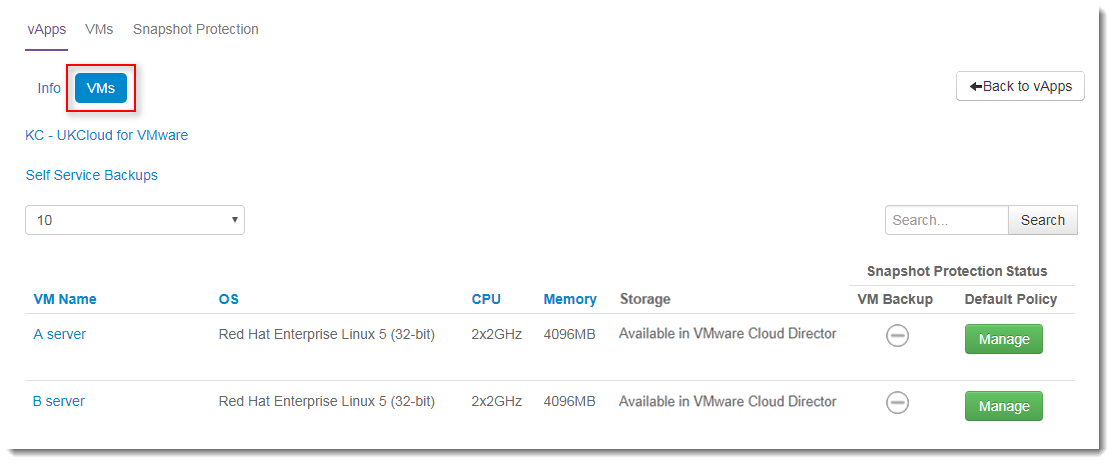 vApps VMs Snapshot Protection
Info VMs Back to vApps
KC - UKCloud for VMware
Self Service Backups
10 Search... Search
Snapshot Protection Status
VM Name OS CPU Memory Storage VM Backup Default Policy
A server Red Hat Enterprise Linux 5 (32-bit) 2x2GHz 4096MB Available in VMware Cloud Director Manage
B server Red Hat Enterprise Linux 5 (32-bit) 2x2GHz 4096MB Available in VMware Cloud Director Manage